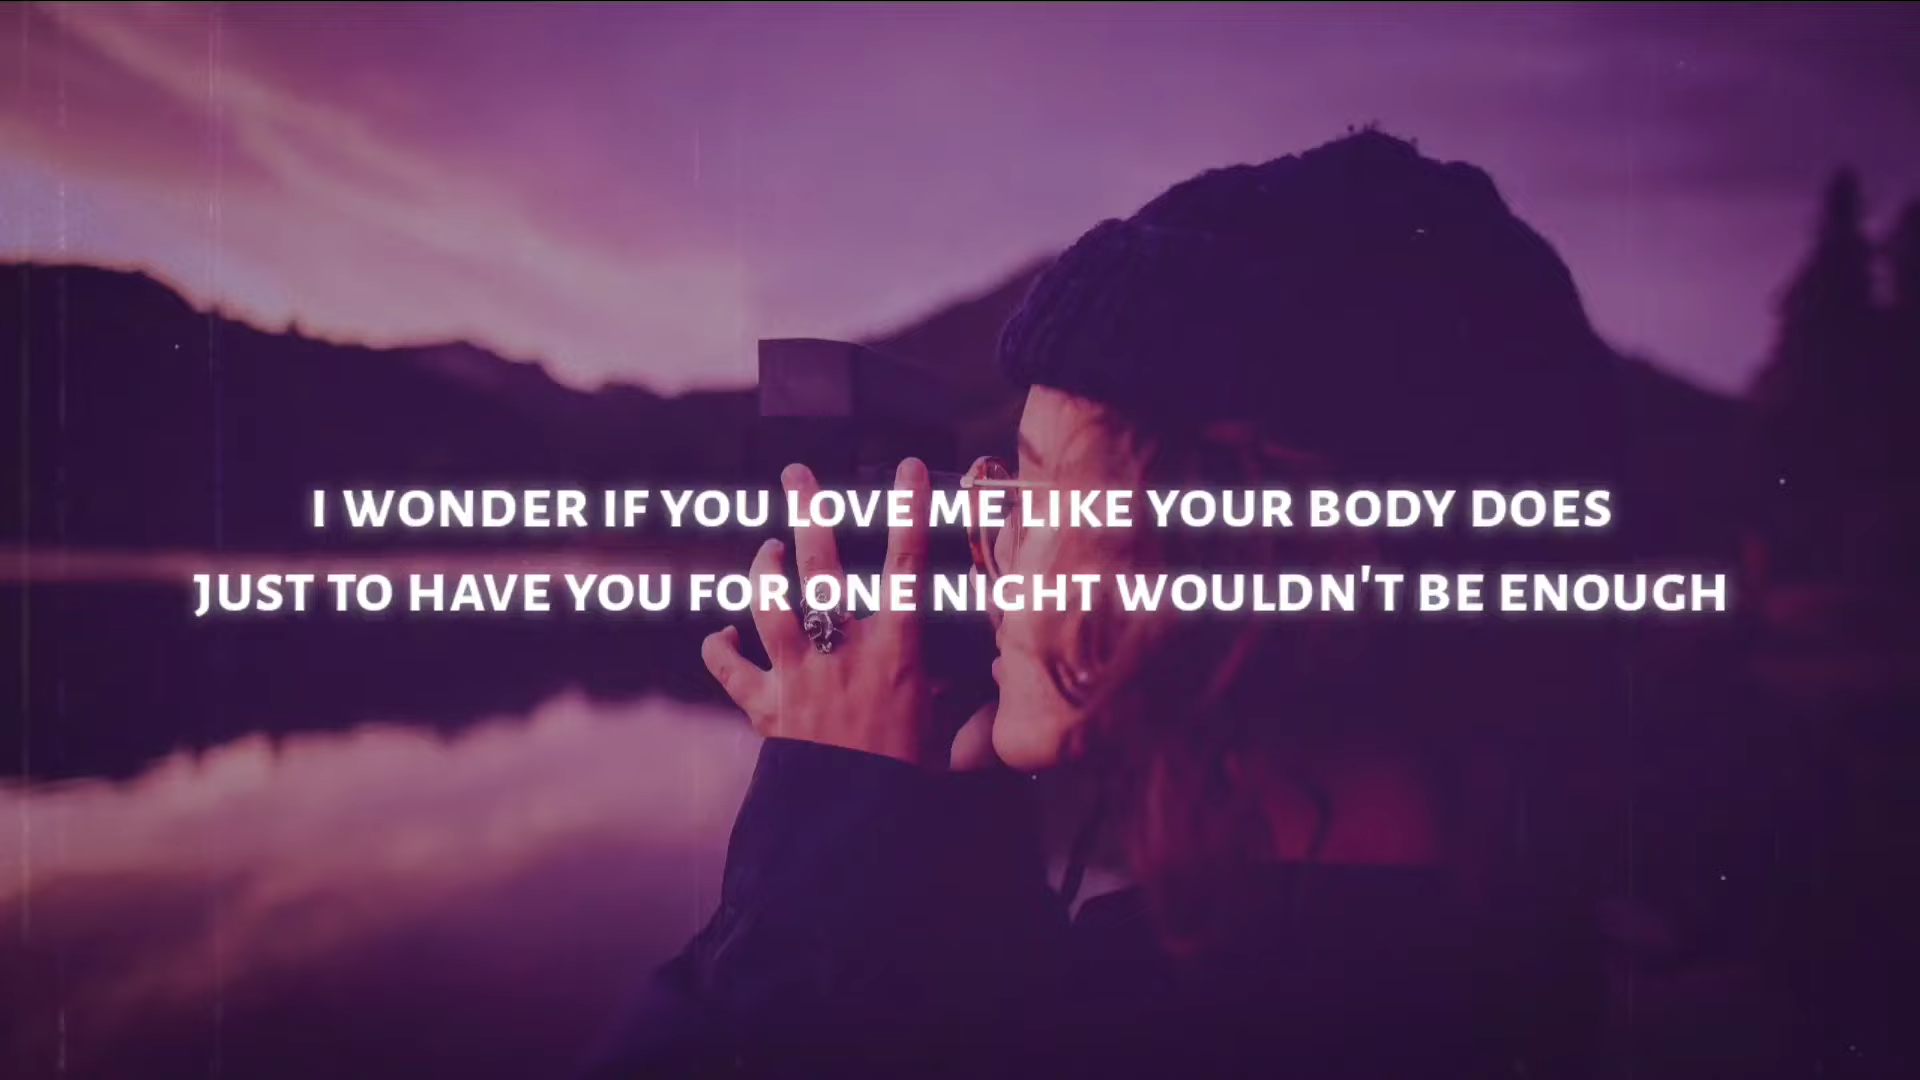 I WONDER IF YOU LOVE ME LIKE YOUR BODY DOES
JUST TO HAVE YOU FOR ONE NIGHT WOULDN'T BE ENOUGH